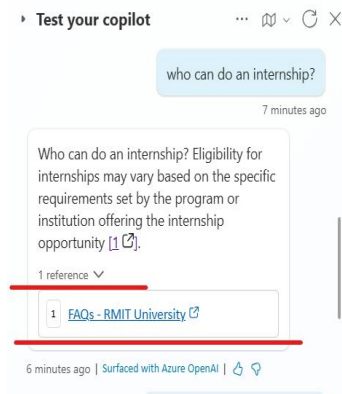 Test your copilot
who can do an internship?
7 minutes ago
Who can do an internship? Eligibility for
internships may vary based on the specific
requirements set by the program or
institution offering the internship
opportunity [1].
1 reference
1 FAQs - RMIT University
6 minutes ago | Surfaced with Azure OpenAI |